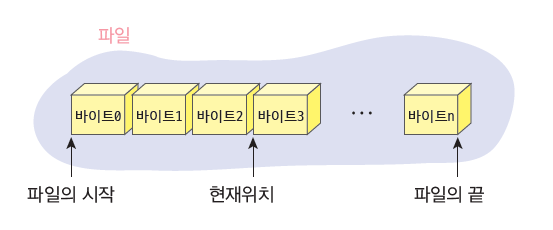 파일
바이트0 바이트1 바이트2 바이트3 ... 바이트n
파일의 시작 현재위치 파일의 끝